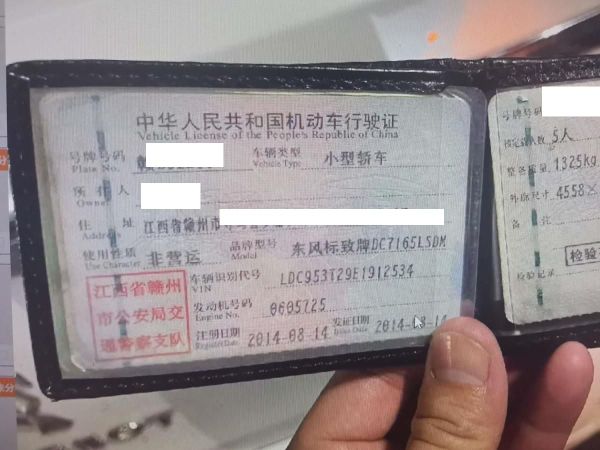 中华人民共和国机动车行驶证
Vehicle License of the People's Republic of China
号牌号码 车辆类型 小型轿车
Plate No. Vehicle Type
所有人
Owner
住 址 江西省赣州市
Address
使用性质 非营运 品牌型号 东风标致牌DC7165LSDM
Use Character Model
江西省赣州
市公安局交
通警察支队
车辆识别代号 LDC953T29E1912534
VIN
发动机号码 0605725
Engine No.
注册日期 2014-08-14 发证日期 2014-08-14
Register Date Issue Date
号牌号码
核定载人数 5人
整备质量 1325kg
外廓尺寸 4558×
备 注
检验记录
检验